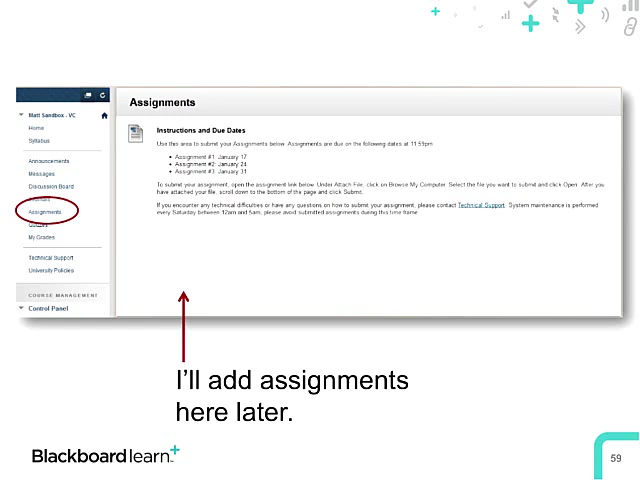 Assignments
Matt Sandbox - VC
Home
Syllabus
Announcements
Messages
Discussion Board
Assignments
My Grades
Technical Support
University Policies
COURSE MANAGEMENT
Control Panel
Instructions and Due Dates
Use this area to submit your Assignments below. Assignments are due on the following dates at 11:59pm
Assignment #1: January 17
Assignment #2: January 24
Assignment #3: January 31
To submit your assignment, open the assignment link below. Under Attach File, click on Browse My Computer. Select the file you want to submit and click Open. After you
have attached your file, scroll down to the bottom of the page and click Submit.
If you encounter any technical difficulties or have any questions on how to submit your assignment, please contact Technical Support. System maintenance is performed
every Saturday between 12am and 5am, please avoid submitted assignments during this time frame.
I'll add assignments
here later.
Blackboard learn
59